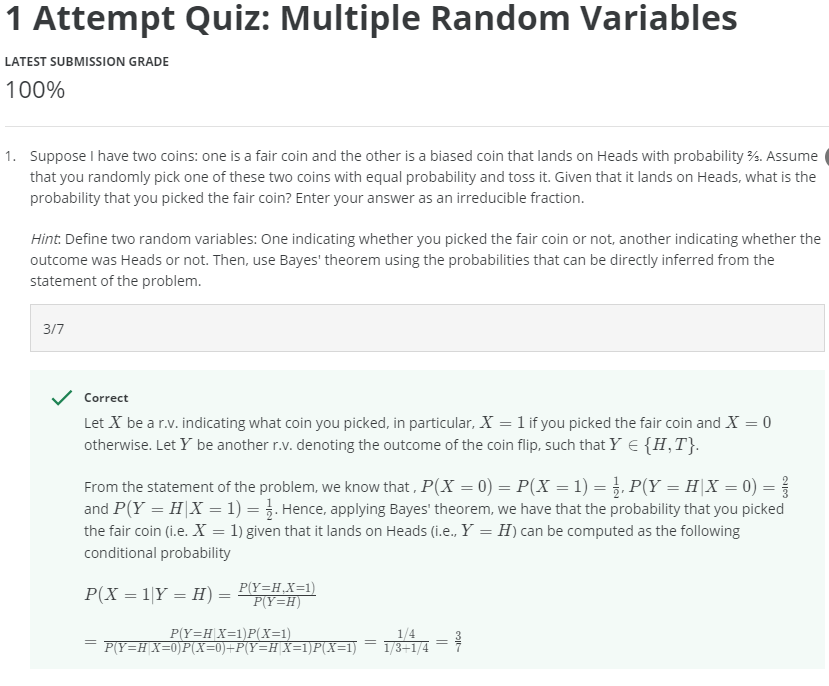 1 Attempt Quiz: Multiple Random Variables
LATEST SUBMISSION GRADE
100%
1. Suppose I have two coins: one is a fair coin and the other is a biased coin that lands on Heads with probability ⅔. Assume
that you randomly pick one of these two coins with equal probability and toss it. Given that it lands on Heads, what is the
probability that you picked the fair coin? Enter your answer as an irreducible fraction.
Hint: Define two random variables: One indicating whether you picked the fair coin or not, another indicating whether the
outcome was Heads or not. Then, use Bayes' theorem using the probabilities that can be directly inferred from the
statement of the problem.
3/7
Correct
Let X be a r.v. indicating what coin you picked, in particular, X = 1 if you picked the fair coin and X = 0
otherwise. Let Y be another r.v. denoting the outcome of the coin flip, such that Y ∈ {H, T}.
From the statement of the problem, we know that , P(X = 0) = P(X = 1) = 1/2, P(Y = H|X = 0) = 2/3
and P(Y = H|X = 1) = 1/2. Hence, applying Bayes' theorem, we have that the probability that you picked
the fair coin (i.e. X = 1) given that it lands on Heads (i.e., Y = H) can be computed as the following
conditional probability
P(X = 1|Y = H) = P(Y=H,X=1)/P(Y=H)
= P(Y=H|X=1)P(X=1)/P(Y=H|X=0)P(X=0)+P(Y=H|X=1)P(X=1) = 1/4/1/3+1/4 = 3/7